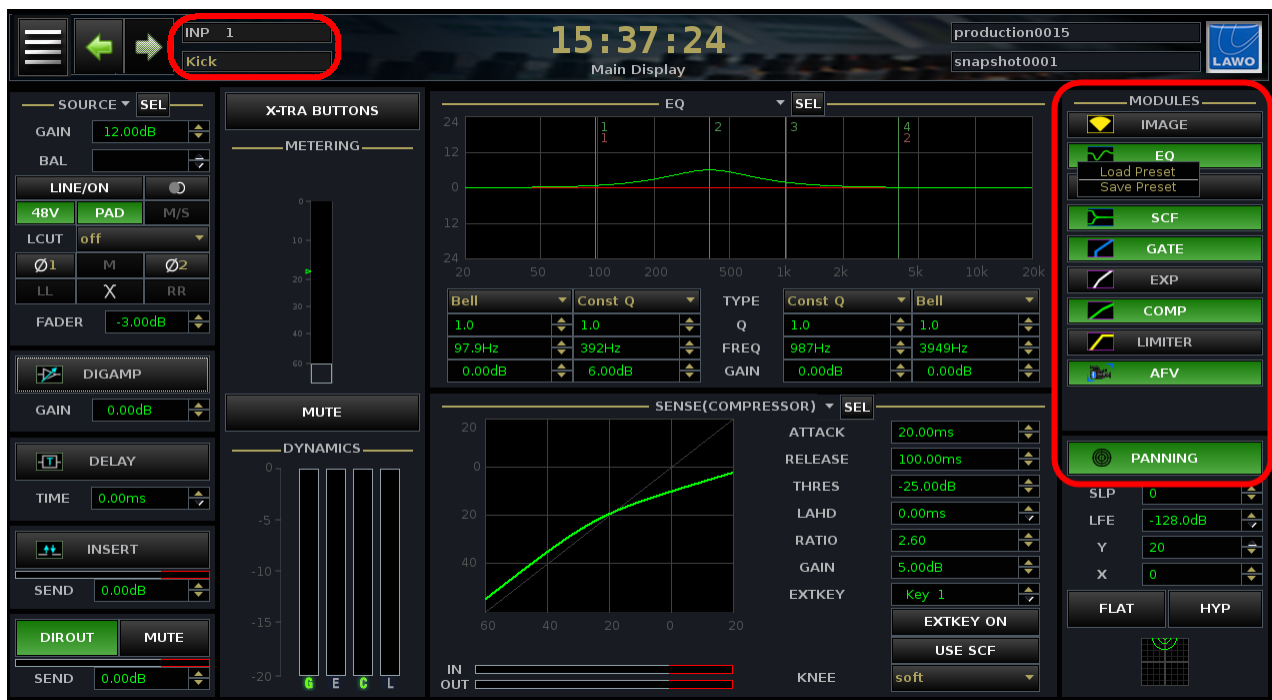 INP 1
Kick
15:37:24
Main Display
production0015
snapshot0001
LAWO
SOURCE SEL
GAIN 12.00dB
BAL
LINE/ON
48V PAD M/S
LCUT off
Ø1 M Ø2
LL X RR
FADER -3.00dB
DIGAMP
GAIN 0.00dB
T DELAY
TIME 0.00ms
INSERT
SEND 0.00dB
DIROUT MUTE
SEND 0.00dB
X-TRA BUTTONS
METERING
0
10
20
30
40
60
MUTE
DYNAMICS
0
-5
-10
-15
-20
G E C L
EQ SEL
24 1 2 3 4
1 2
12
0
12
24
20 50 100 200 500 1k 2k 5k 10k 20k
Bell Const Q TYPE Const Q Bell
1.0 1.0 Q 1.0 1.0
97.9Hz 392Hz FREQ 987Hz 3949Hz
0.00dB 6.00dB GAIN 0.00dB 0.00dB
SENSE(COMPRESSOR) SEL
20
0
20
40
60 40 20 0 20
IN
OUT
ATTACK 20.00ms
RELEASE 100.00ms
THRES -25.00dB
LAHD 0.00ms
RATIO 2.60
GAIN 5.00dB
EXTKEY Key 1
EXTKEY ON
USE SCF
KNEE soft
MODULES
IMAGE
EQ
Load Preset
Save Preset
SCF
GATE
EXP
COMP
LIMITER
AFV
PANNING
SLP 0
LFE -128.0dB
Y 20
X 0
FLAT HYP